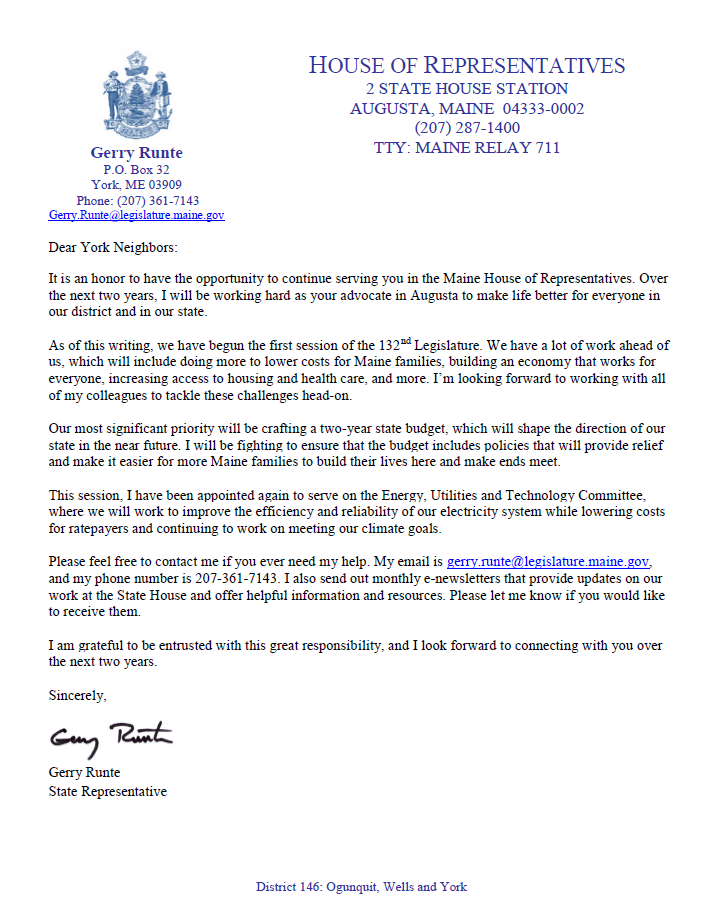 HOUSE OF REPRESENTATIVES
2 STATE HOUSE STATION
AUGUSTA, MAINE 04333-0002
(207) 287-1400
TTY: MAINE RELAY 711
Gerry Runte
P.O. Box 32
York, ME 03909
Phone: (207) 361-7143
Gerry.Runte@legislature.maine.gov
Dear York Neighbors:
It is an honor to have the opportunity to continue serving you in the Maine House of Representatives. Over
the next two years, I will be working hard as your advocate in Augusta to make life better for everyone in
our district and in our state.
As of this writing, we have begun the first session of the 132nd Legislature. We have a lot of work ahead of
us, which will include doing more to lower costs for Maine families, building an economy that works for
everyone, increasing access to housing and health care, and more. I’m looking forward to working with all
of my colleagues to tackle these challenges head-on.
Our most significant priority will be crafting a two-year state budget, which will shape the direction of our
state in the near future. I will be fighting to ensure that the budget includes policies that will provide relief
and make it easier for more Maine families to build their lives here and make ends meet.
This session, I have been appointed again to serve on the Energy, Utilities and Technology Committee,
where we will work to improve the efficiency and reliability of our electricity system while lowering costs
for ratepayers and continuing to work on meeting our climate goals.
Please feel free to contact me if you ever need my help. My email is gerry.runte@legislature.maine.gov,
and my phone number is 207-361-7143. I also send out monthly e-newsletters that provide updates on our
work at the State House and offer helpful information and resources. Please let me know if you would like
to receive them.
I am grateful to be entrusted with this great responsibility, and I look forward to connecting with you over
the next two years.
Sincerely,
Gerry Runte
Gerry Runte
State Representative
District 146: Ogunquit, Wells and York